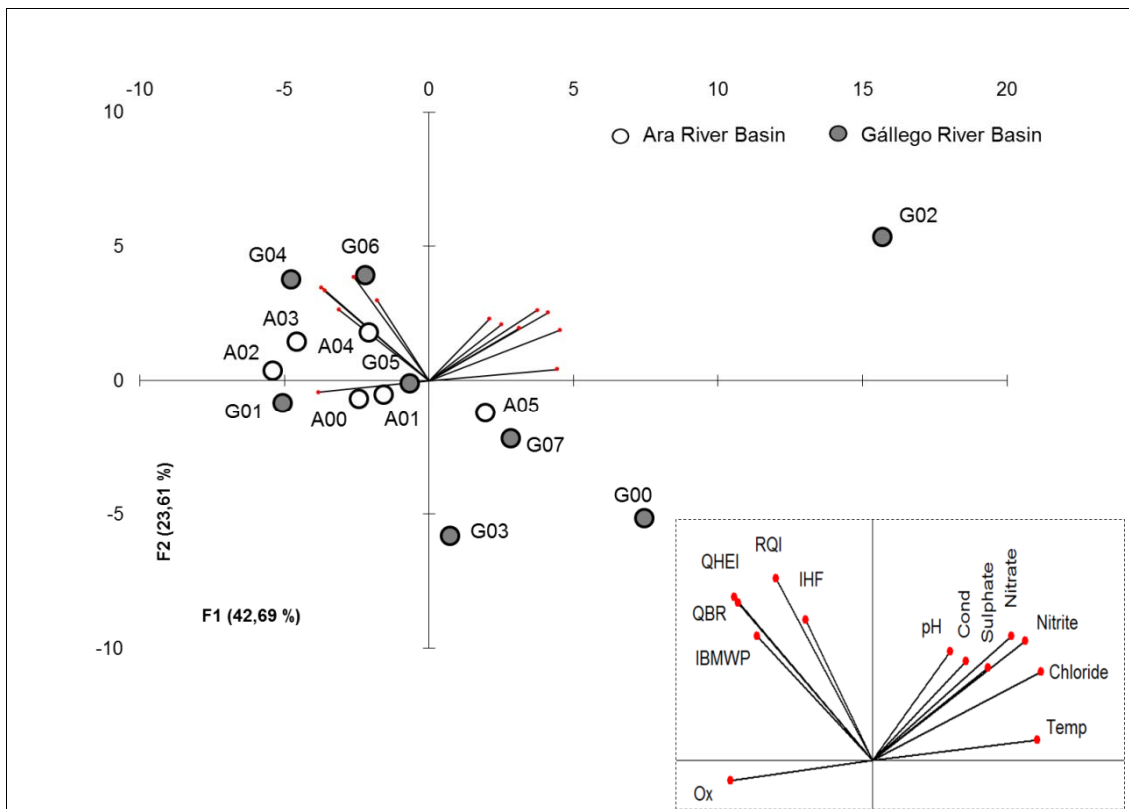 -10 -5 0 5 10 15 20
10
Ara River Basin Gállego River Basin
G02
5
G04 G06
A03
A04
A02
G05
0
G01 A00 A01 A05
G07
G00
-5
G03
F2 (23,61 %)
F1 (42,69 %)
-10
RQI
QHEI
IHF
QBR
IBMWP
pH
Cond
Sulphate
Nitrate
Nitrite
Chloride
Temp
Ox